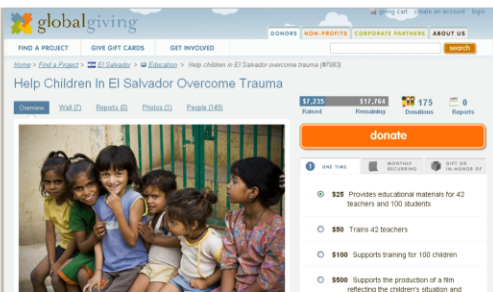 globalgiving
giving cart create an account login
DONORS NON-PROFITS CORPORATE PARTNERS ABOUT US
FIND A PROJECT GIVE GIFT CARDS GET INVOLVED
search
Home > Find a Project > El Salvador > Education > Help children in El Salvador overcome trauma (#7983)
Help Children In El Salvador Overcome Trauma
Overview Wall (7) Reports (0) Photos (1) People (148)
$7,235 $17,764 175 0
Raised Remaining Donations Reports
donate
1 ONE TIME MONTHLY RECURRING GIFT OR IN-HONOR OF
$25 Provides educational materials for 42
teachers and 100 students
$50 Trains 42 teachers
$100 Supports training for 100 children
$500 Supports the production of a film
reflecting the children's situation and